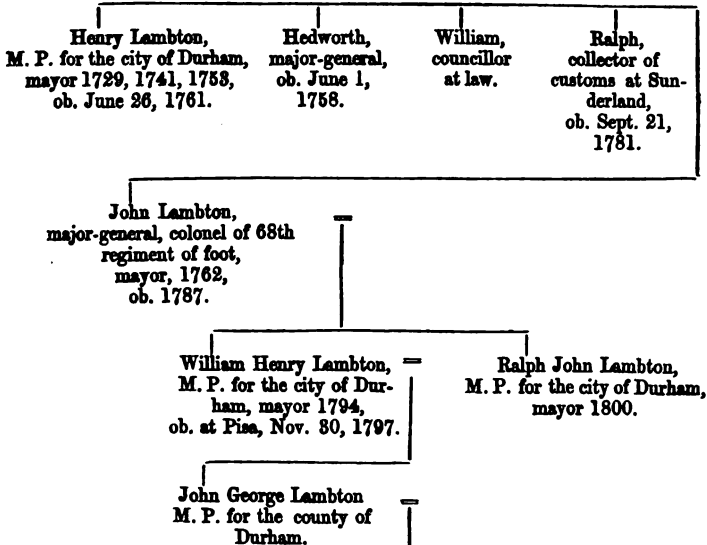 Henry Lambton,
M. P. for the city of Durham,
mayor 1729, 1741, 1753,
ob. June 26, 1761.
Hedworth,
major-general,
ob. June 1,
1758.
William,
councillor
at law.
Ralph,
collector of
customs at Sun-
derland,
ob. Sept. 21,
1781.
John Lambton,
major-general, colonel of 68th
regiment of foot,
mayor, 1762,
ob. 1787.
William Henry Lambton,
M. P. for the city of Dur-
ham, mayor 1794,
ob. at Pisa, Nov. 30, 1797.
Ralph John Lambton,
M. P. for the city of Durham,
mayor 1800.
John George Lambton
M. P. for the county of
Durham.